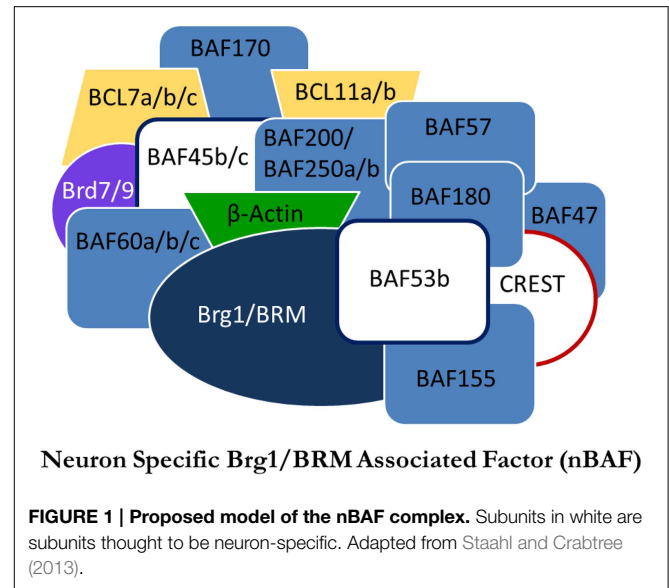 BAF170
BCL7a/b/c
BCL11a/b
BAF57
BAF45b/c
BAF200/
BAF250a/b
Brd7/9
BAF180
β-Actin
BAF47
BAF60a/b/c
BAF53b
CREST
Brg1/BRM
BAF155
Neuron Specific Brg1/BRM Associated Factor (nBAF)
FIGURE 1 | Proposed model of the nBAF complex. Subunits in white are
subunits thought to be neuron-specific. Adapted from Staahl and Crabtree
(2013).